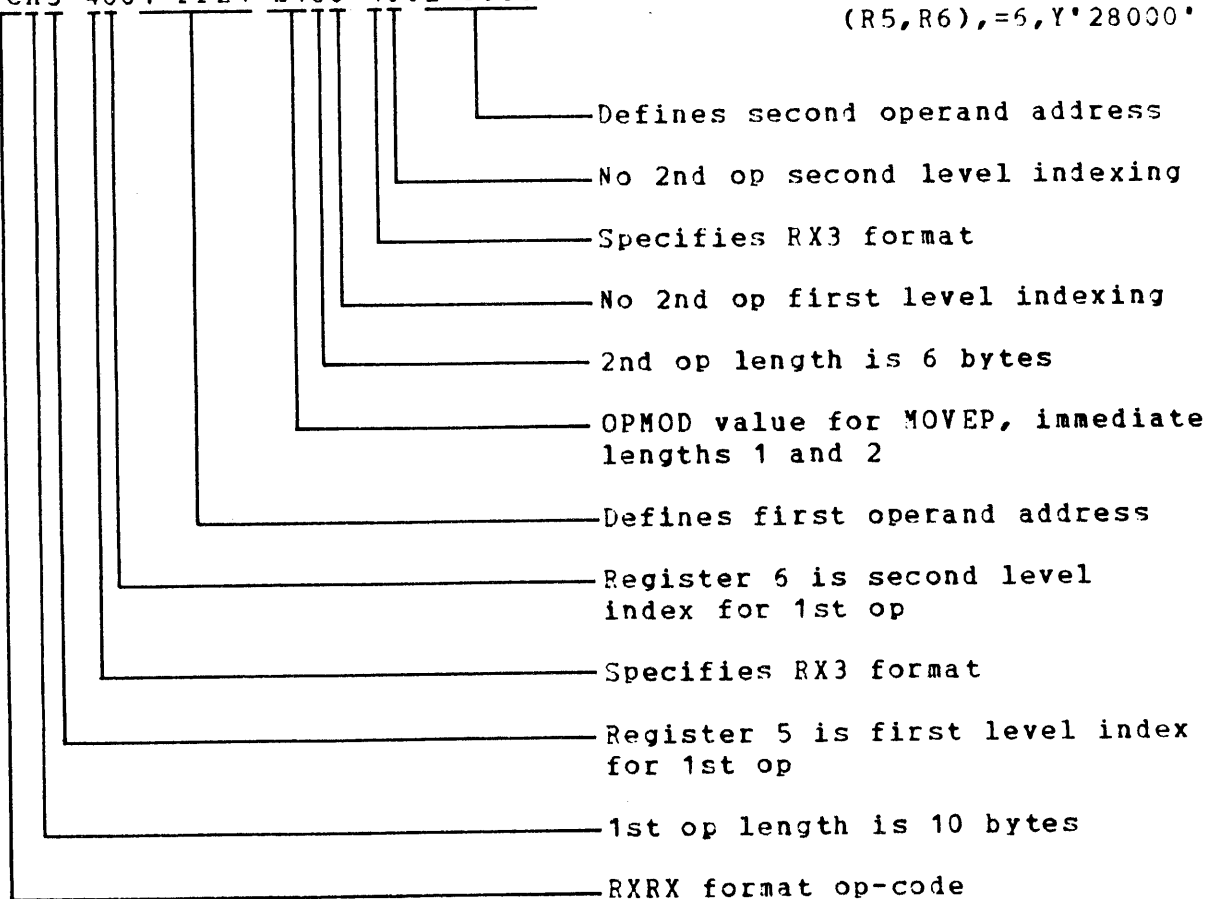 (R5,R6),=6,Y'28000'
Defines second operand address
No 2nd op second level indexing
Specifies RX3 format
No 2nd op first level indexing
2nd op length is 6 bytes
OPMOD value for MOVEP, immediate
lengths 1 and 2
Defines first operand address
Register 6 is second level
index for 1st op
Specifies RX3 format
Register 5 is first level index
for 1st op
1st op length is 10 bytes
RXRX format op-code